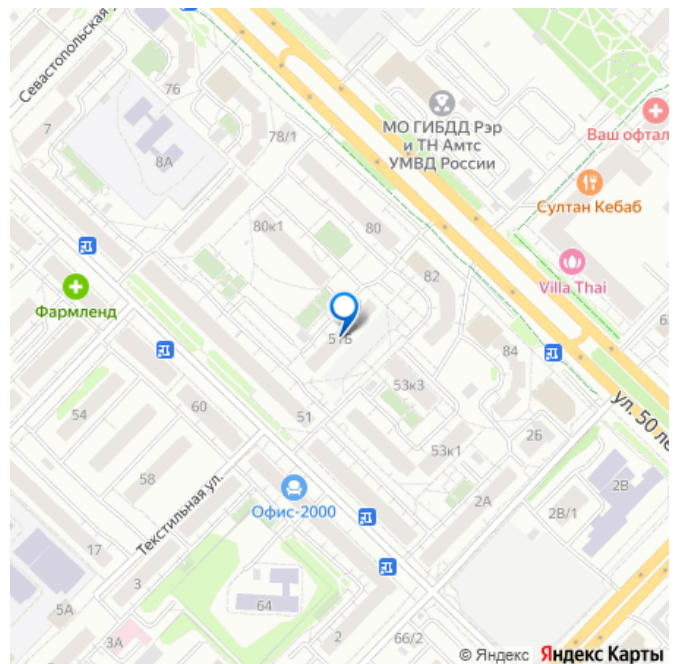 Севастопольская
76
7
78/1
МО ГИБДД Рэр
и ТН Амтс
УМВД России
Ваш офтал
8А
Султан Кебаб
80к1
80
82
Villa Thai
Фармленд
51Б
84
53к3
ул. 50 ле
54
60
51
2Б
53к1
58
2В
Офис-2000
2А
2В/1
Текстильная ул.
17
3
5А
64
3А
2
66/2
© Яндекс Яндекс Карты